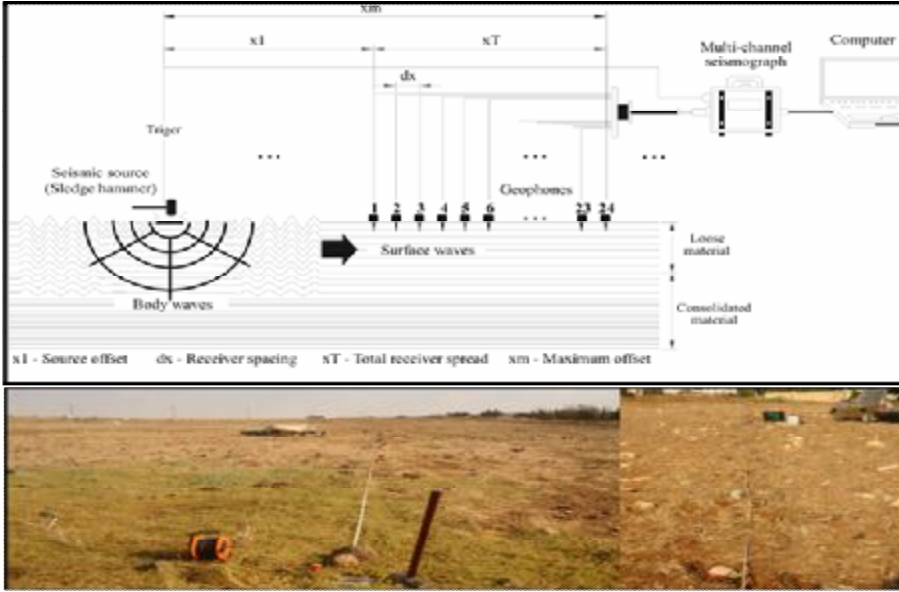 xm
x1
xT
Multi-channel
seismograph
Computer
dx
Triger
Seismic source
(Sledge hammer)
Geophones
1 2 3 4 5 6 ... 23 24
Surface waves
Loose
material
Body waves
Consolidated
material
x1 - Source offset dx - Receiver spacing xT - Total receiver spread xm - Maximum offset